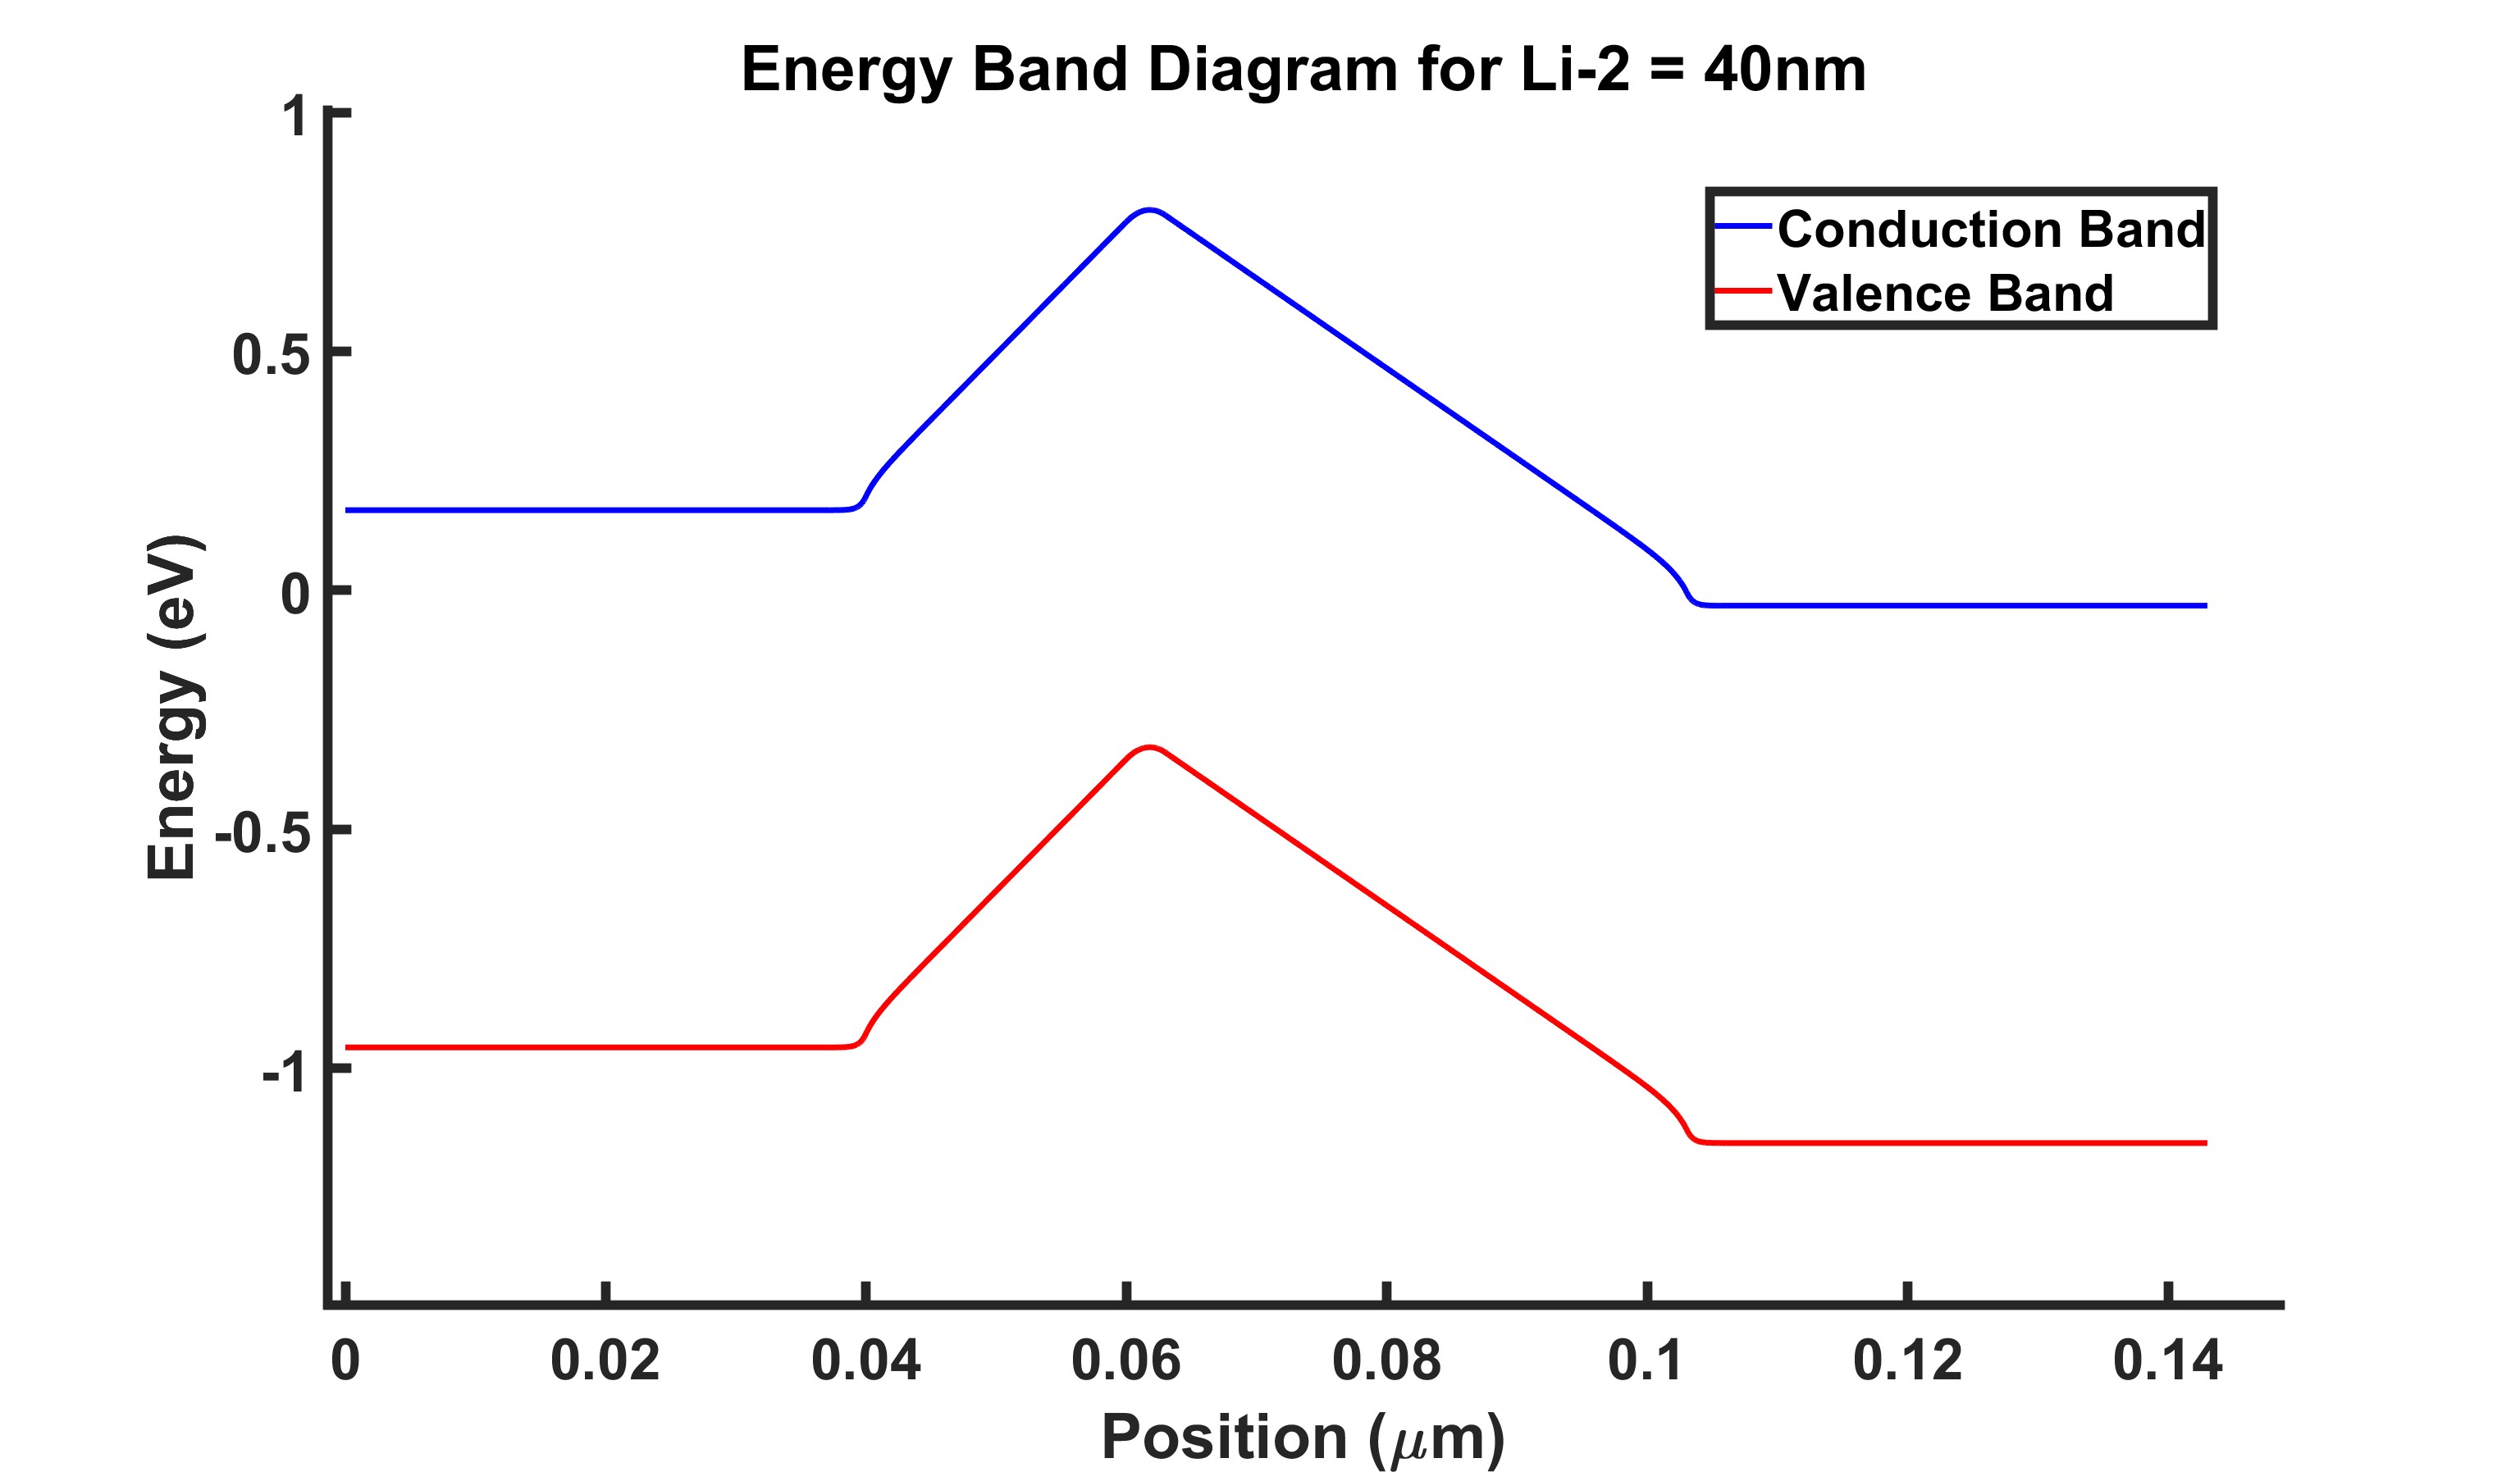 Energy Band Diagram for Li-2 = 40nm
Conduction Band
Valence Band
Energy (eV)
1
0.5
0
-0.5
-1
0
0.02
0.04
0.06
0.08
0.1
0.12
0.14
Position (μm)